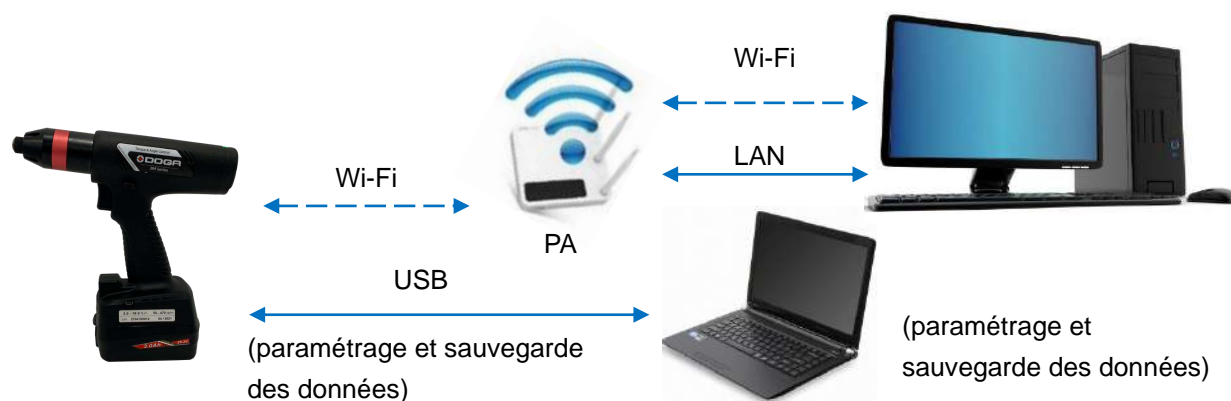 Wi-Fi
Wi-Fi
LAN
PA
USB
(paramétrage et sauvegarde
des données)
(paramétrage et
sauvegarde des données)
DOGA